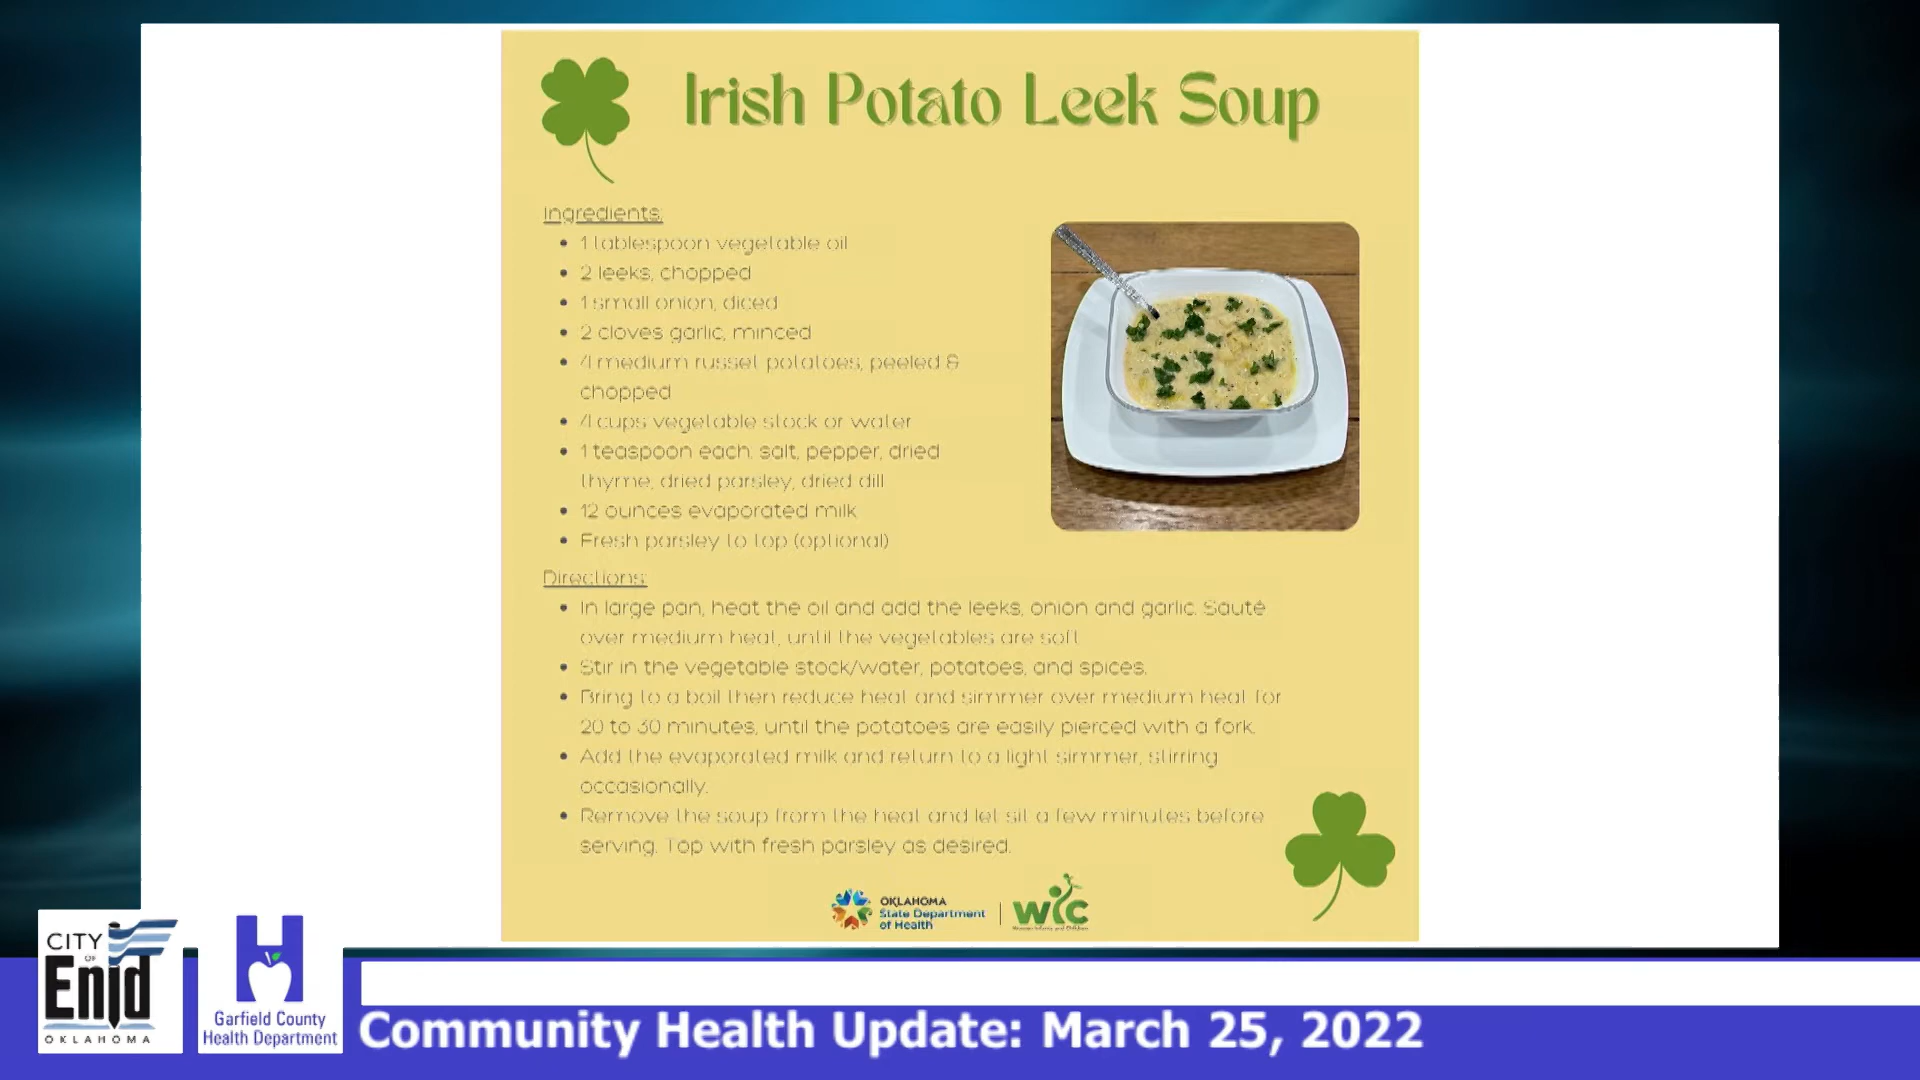 Irish Potato Leek Soup
Ingredients:
1 tablespoon vegetable oil
2 leeks, chopped
1 small onion, diced
2 cloves garlic, minced
4 medium russet potatoes, peeled &
chopped
4 cups vegetable stock or water
1 teaspoon each: salt, pepper, dried
thyme, dried parsley, dried dill
12 ounces evaporated milk
Fresh parsley to top (optional)
Directions:
In large pan, heat the oil and add the leeks, onion and garlic. Sauté
over medium heat, until the vegetables are soft
Stir in the vegetable stock/water, potatoes, and spices.
Bring to a boil then reduce heat and simmer over medium heat for
20 to 30 minutes, until the potatoes are easily pierced with a fork.
Add the evaporated milk and return to a light simmer, stirring
occasionally.
Remove the soup from the heat and let sit a few minutes before
serving. Top with fresh parsley as desired.
OKLAHOMA
State Department
of Health
WIC
Women Infants and Children
CITY
OF
Enid
OKLAHOMA
H
Garfield County
Health Department
Community Health Update: March 25, 2022